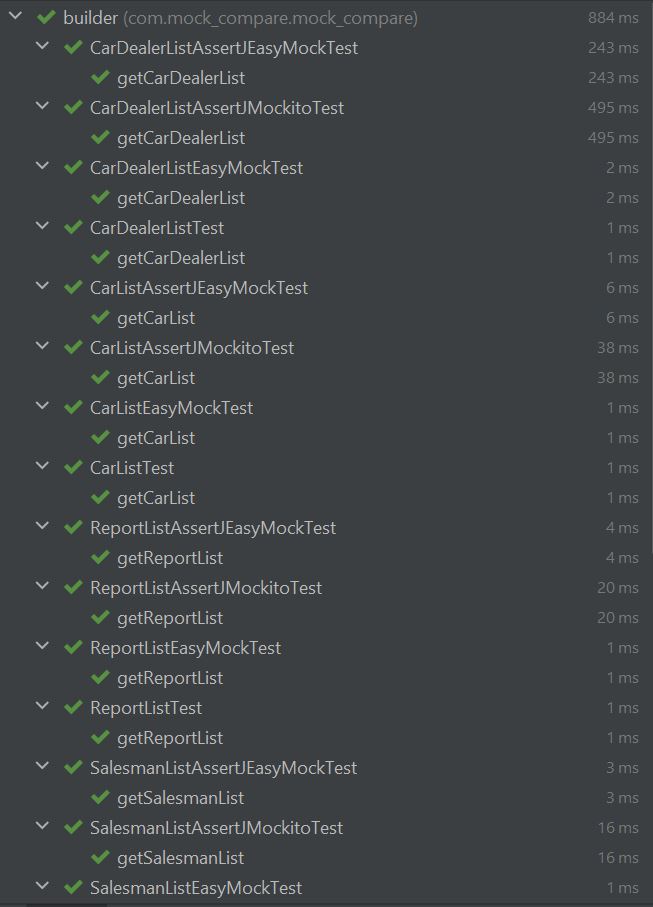 builder (com.mock_compare.mock_compare) 884 ms
CarDealerListAssertJEasyMockTest 243 ms
getCarDealerList 243 ms
CarDealerListAssertJMockitoTest 495 ms
getCarDealerList 495 ms
CarDealerListEasyMockTest 2 ms
getCarDealerList 2 ms
CarDealerListTest 1 ms
getCarDealerList 1 ms
CarListAssertJEasyMockTest 6 ms
getCarList 6 ms
CarListAssertJMockitoTest 38 ms
getCarList 38 ms
CarListEasyMockTest 1 ms
getCarList 1 ms
CarListTest 1 ms
getCarList 1 ms
ReportListAssertJEasyMockTest 4 ms
getReportList 4 ms
ReportListAssertJMockitoTest 20 ms
getReportList 20 ms
ReportListEasyMockTest 1 ms
getReportList 1 ms
ReportListTest 1 ms
getReportList 1 ms
SalesmanListAssertJEasyMockTest 3 ms
getSalesmanList 3 ms
SalesmanListAssertJMockitoTest 16 ms
getSalesmanList 16 ms
SalesmanListEasyMockTest 1 ms